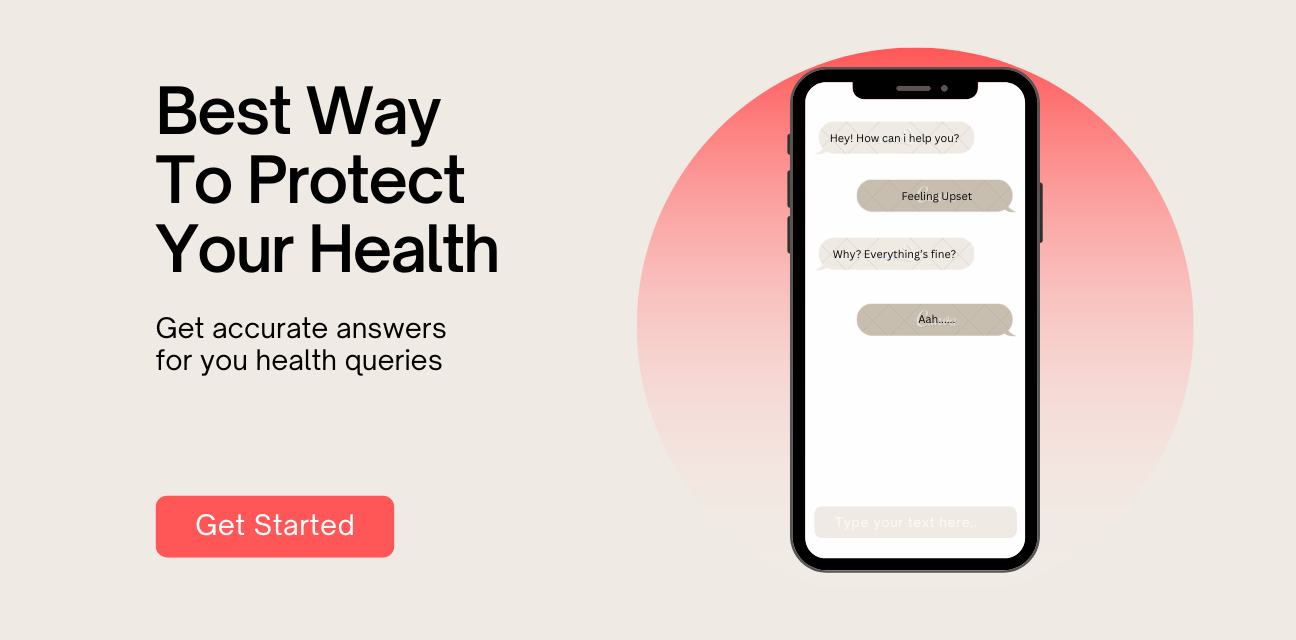 Best Way
To Protect
Your Health
Get accurate answers
for you health queries
Get Started
Hey! How can i help you?
Feeling Upset
Why? Everything's fine?
Aah......
Type your text here..